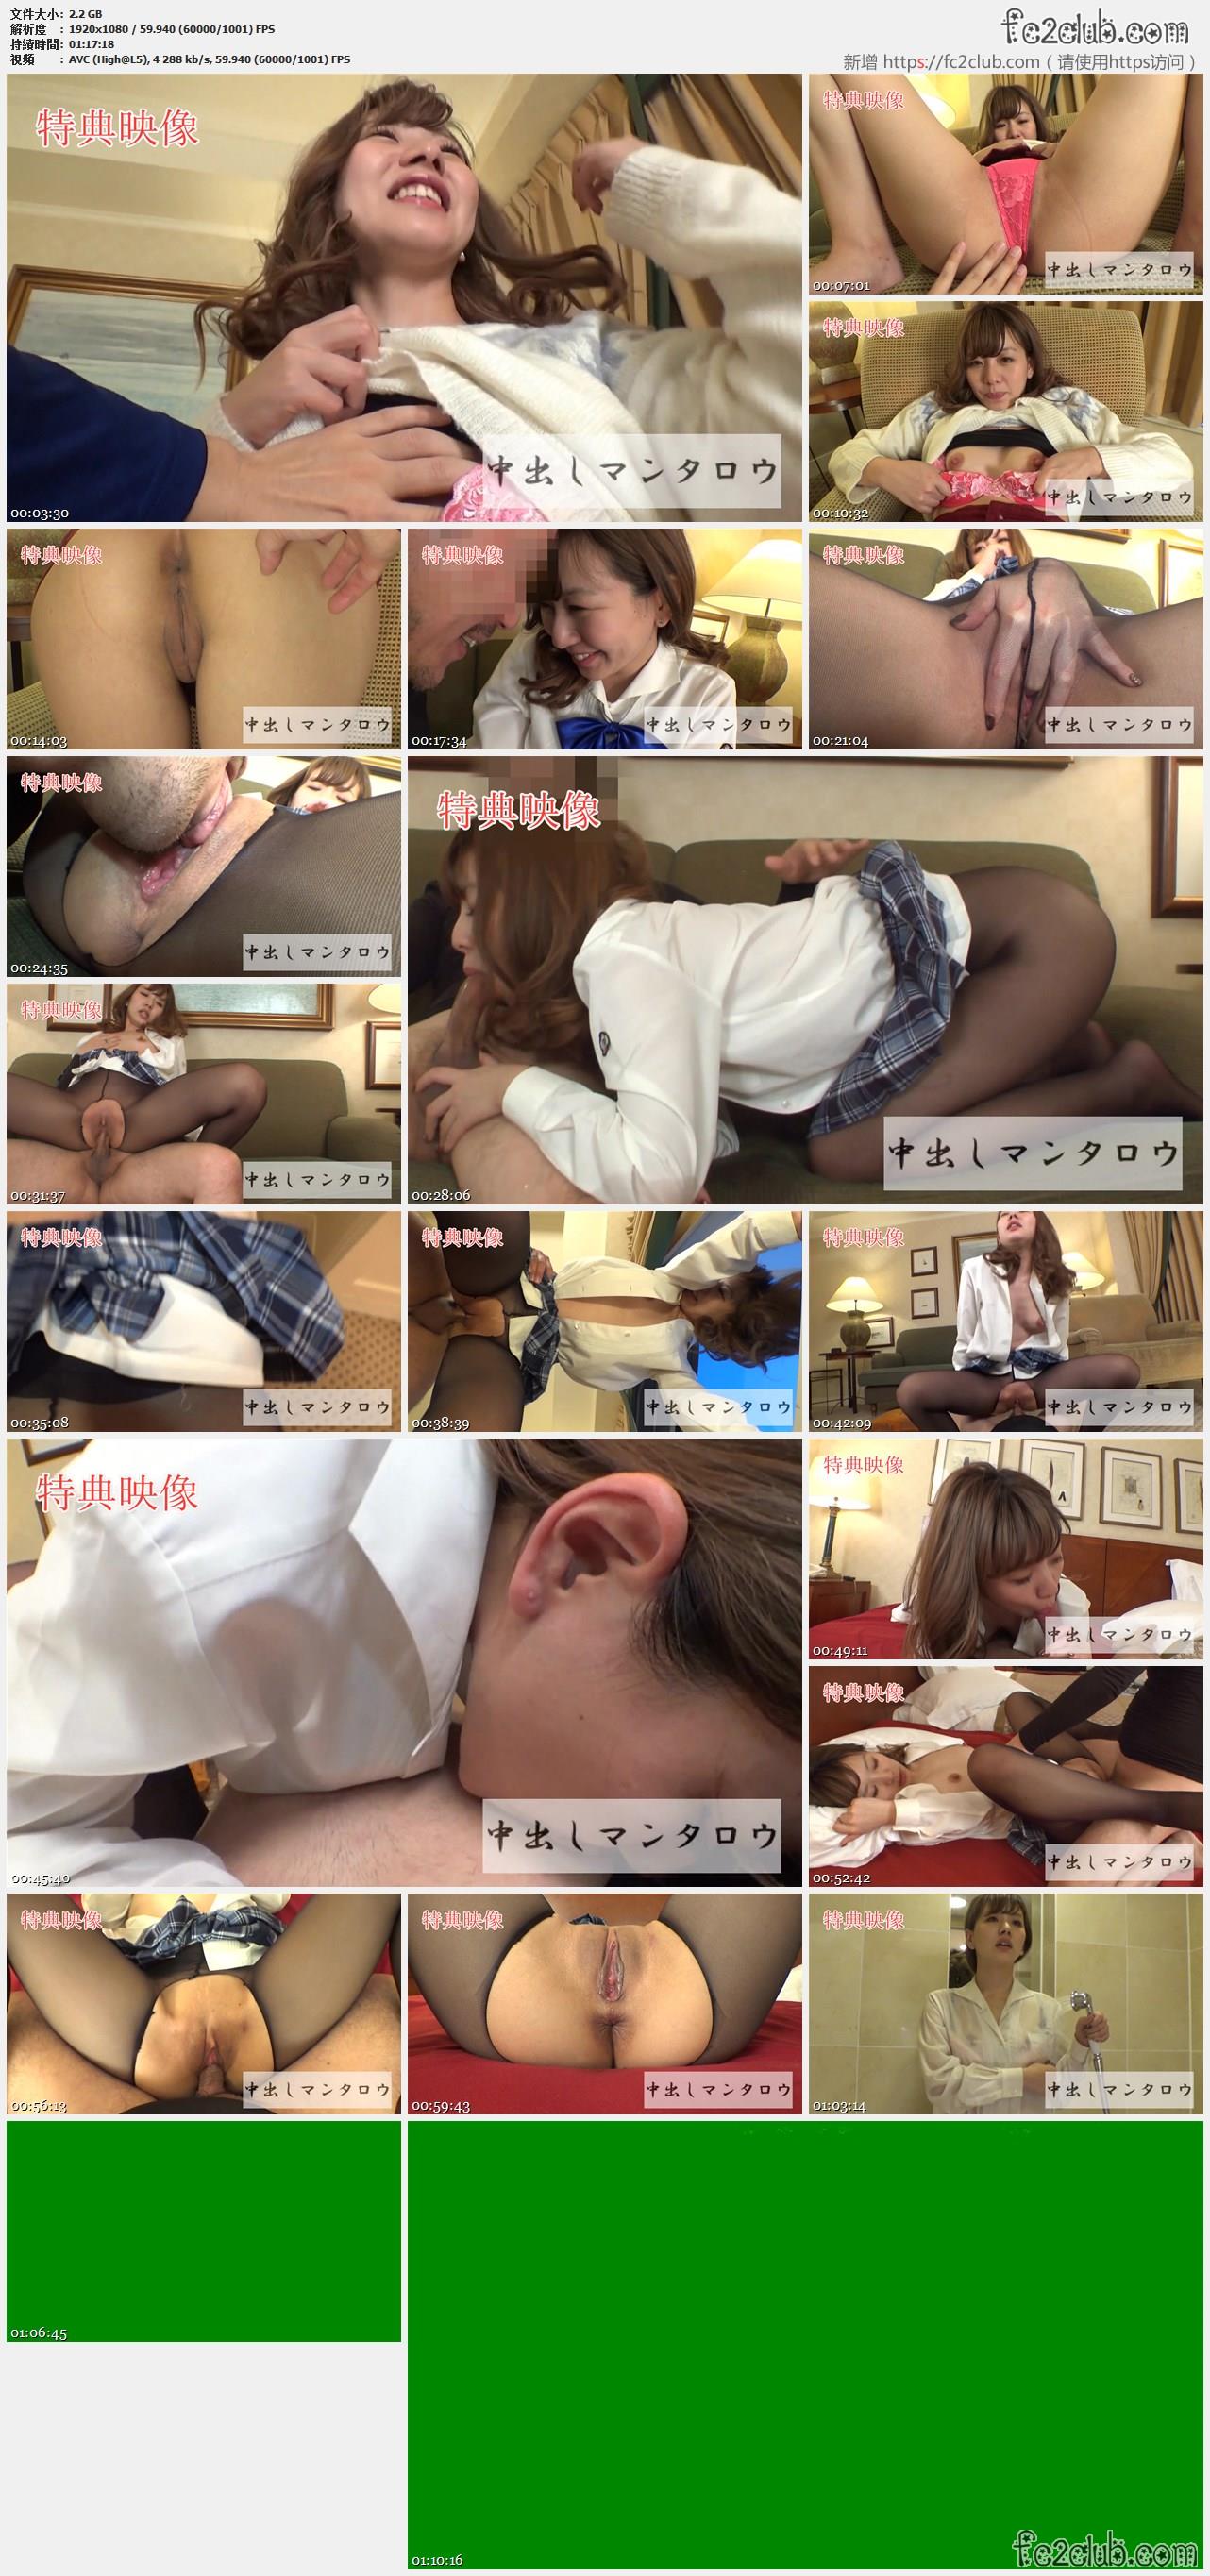 文件大小: 2.2 GB
解析度 : 1920x1080 / 59.940 (60000/1001) FPS
持續時間: 01:17:18
視頻 : AVC (High@L5), 4 288 kb/s, 59.940 (60000/1001) FPS
fc2club.com
新增 https://fc2club.com ( 请使用https访问 )
特典映像
中出しマンタロウ
00:03:30
特典映像
中出しマンタロウ
00:07:01
特典映像
中出しマンタロウ
00:10:32
特典映像
中出しマンタロウ
00:14:03
特典映像
中出しマンタロウ
00:17:34
特典映像
中出しマンタロウ
00:21:04
特典映像
中出しマンタロウ
00:24:35
特典映像
中出しマンタロウ
00:28:06
特典映像
中出しマンタロウ
00:31:37
特典映像
中出しマンタロウ
00:35:08
特典映像
中出しマンタロウ
00:38:39
特典映像
中出しマンタロウ
00:42:09
特典映像
中出しマンタロウ
00:45:40
特典映像
中出しマンタロウ
00:49:11
特典映像
中出しマンタロウ
00:52:42
特典映像
中出しマンタロウ
00:56:13
特典映像
中出しマンタロウ
00:59:43
特典映像
中出しマンタロウ
01:03:14
01:06:45
01:10:16
fc2club.com